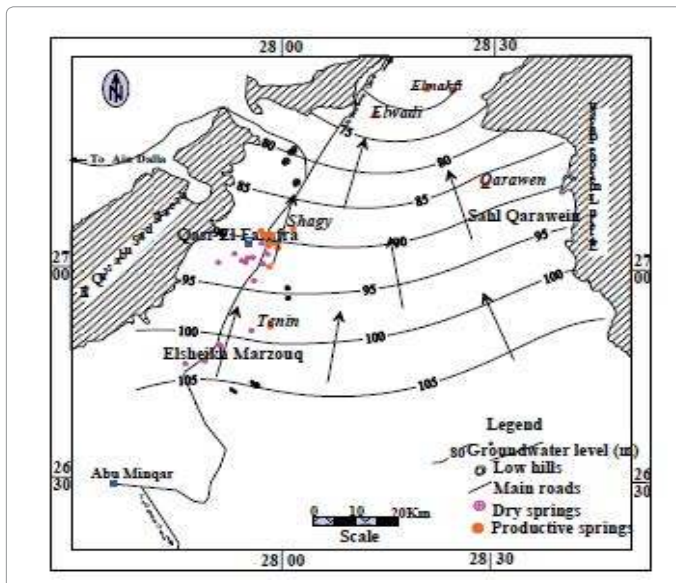 28 00
28 30
N
Elmakfi
Elwadi
75
80
80
To Ain Dalla
85
85
Qarawen
Shagy
Sahl Qarawein
Qasr El Farafra
95
27 00
95
95
100
27 00
Tenin
100
100
Elsheikh Marzouq
105
105
Legend
80 Groundwater level (m)
Low hills
Main roads
Dry springs
Productive springs
Abu Minqar
26 30
26 30
0 10 20Km
Scale
28 00
28 30